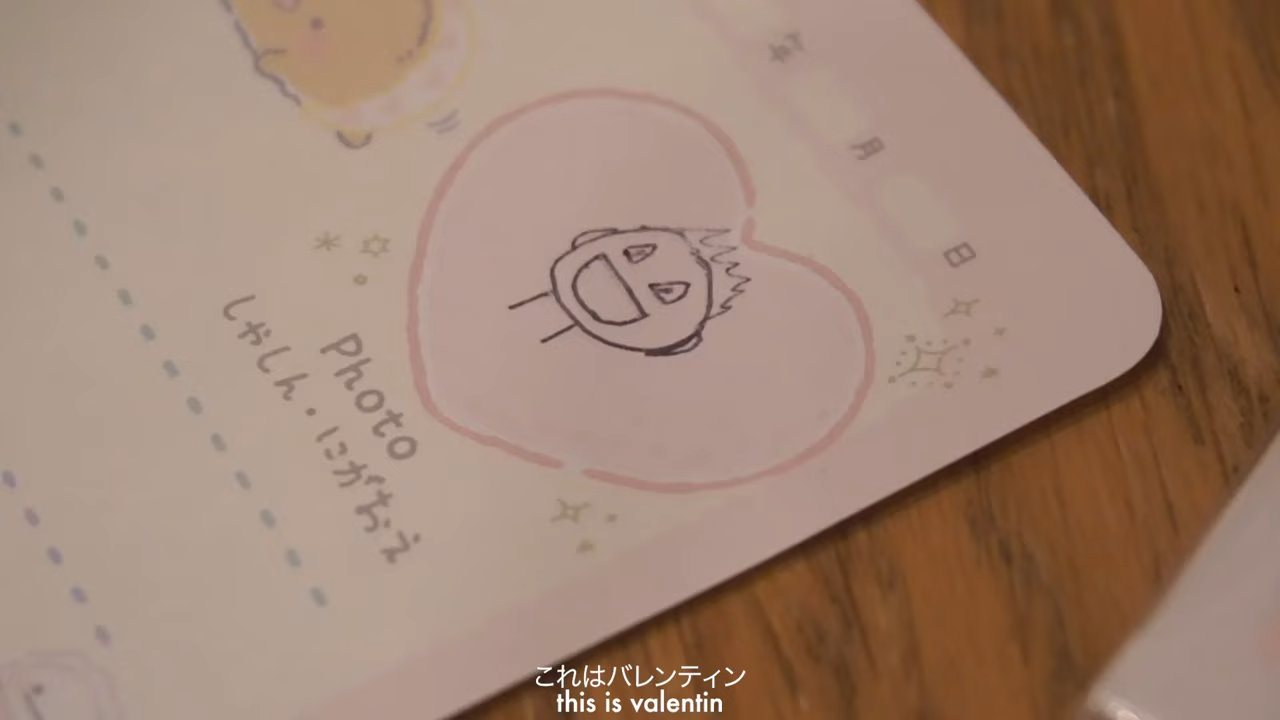 年
月
日
Photo
しゃしん・にがおえ
これはバレンティン
this is valentin